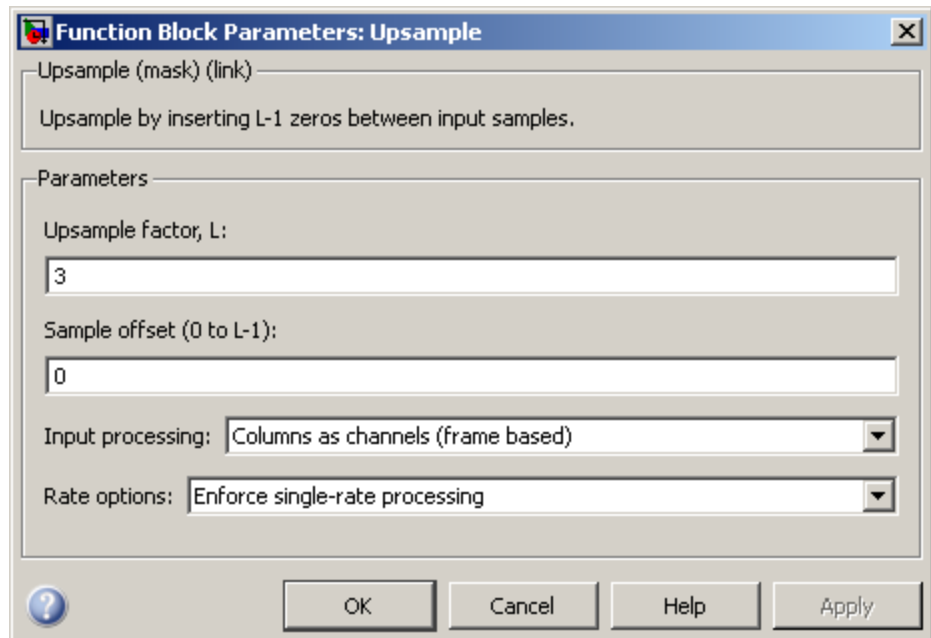 Function Block Parameters: Upsample
Upsample (mask) (link)
Upsample by inserting L-1 zeros between input samples.
Parameters
Upsample factor, L:
3
Sample offset (0 to L-1):
0
Input processing: Columns as channels (frame based)
Rate options: Enforce single-rate processing
? OK Cancel Help Apply